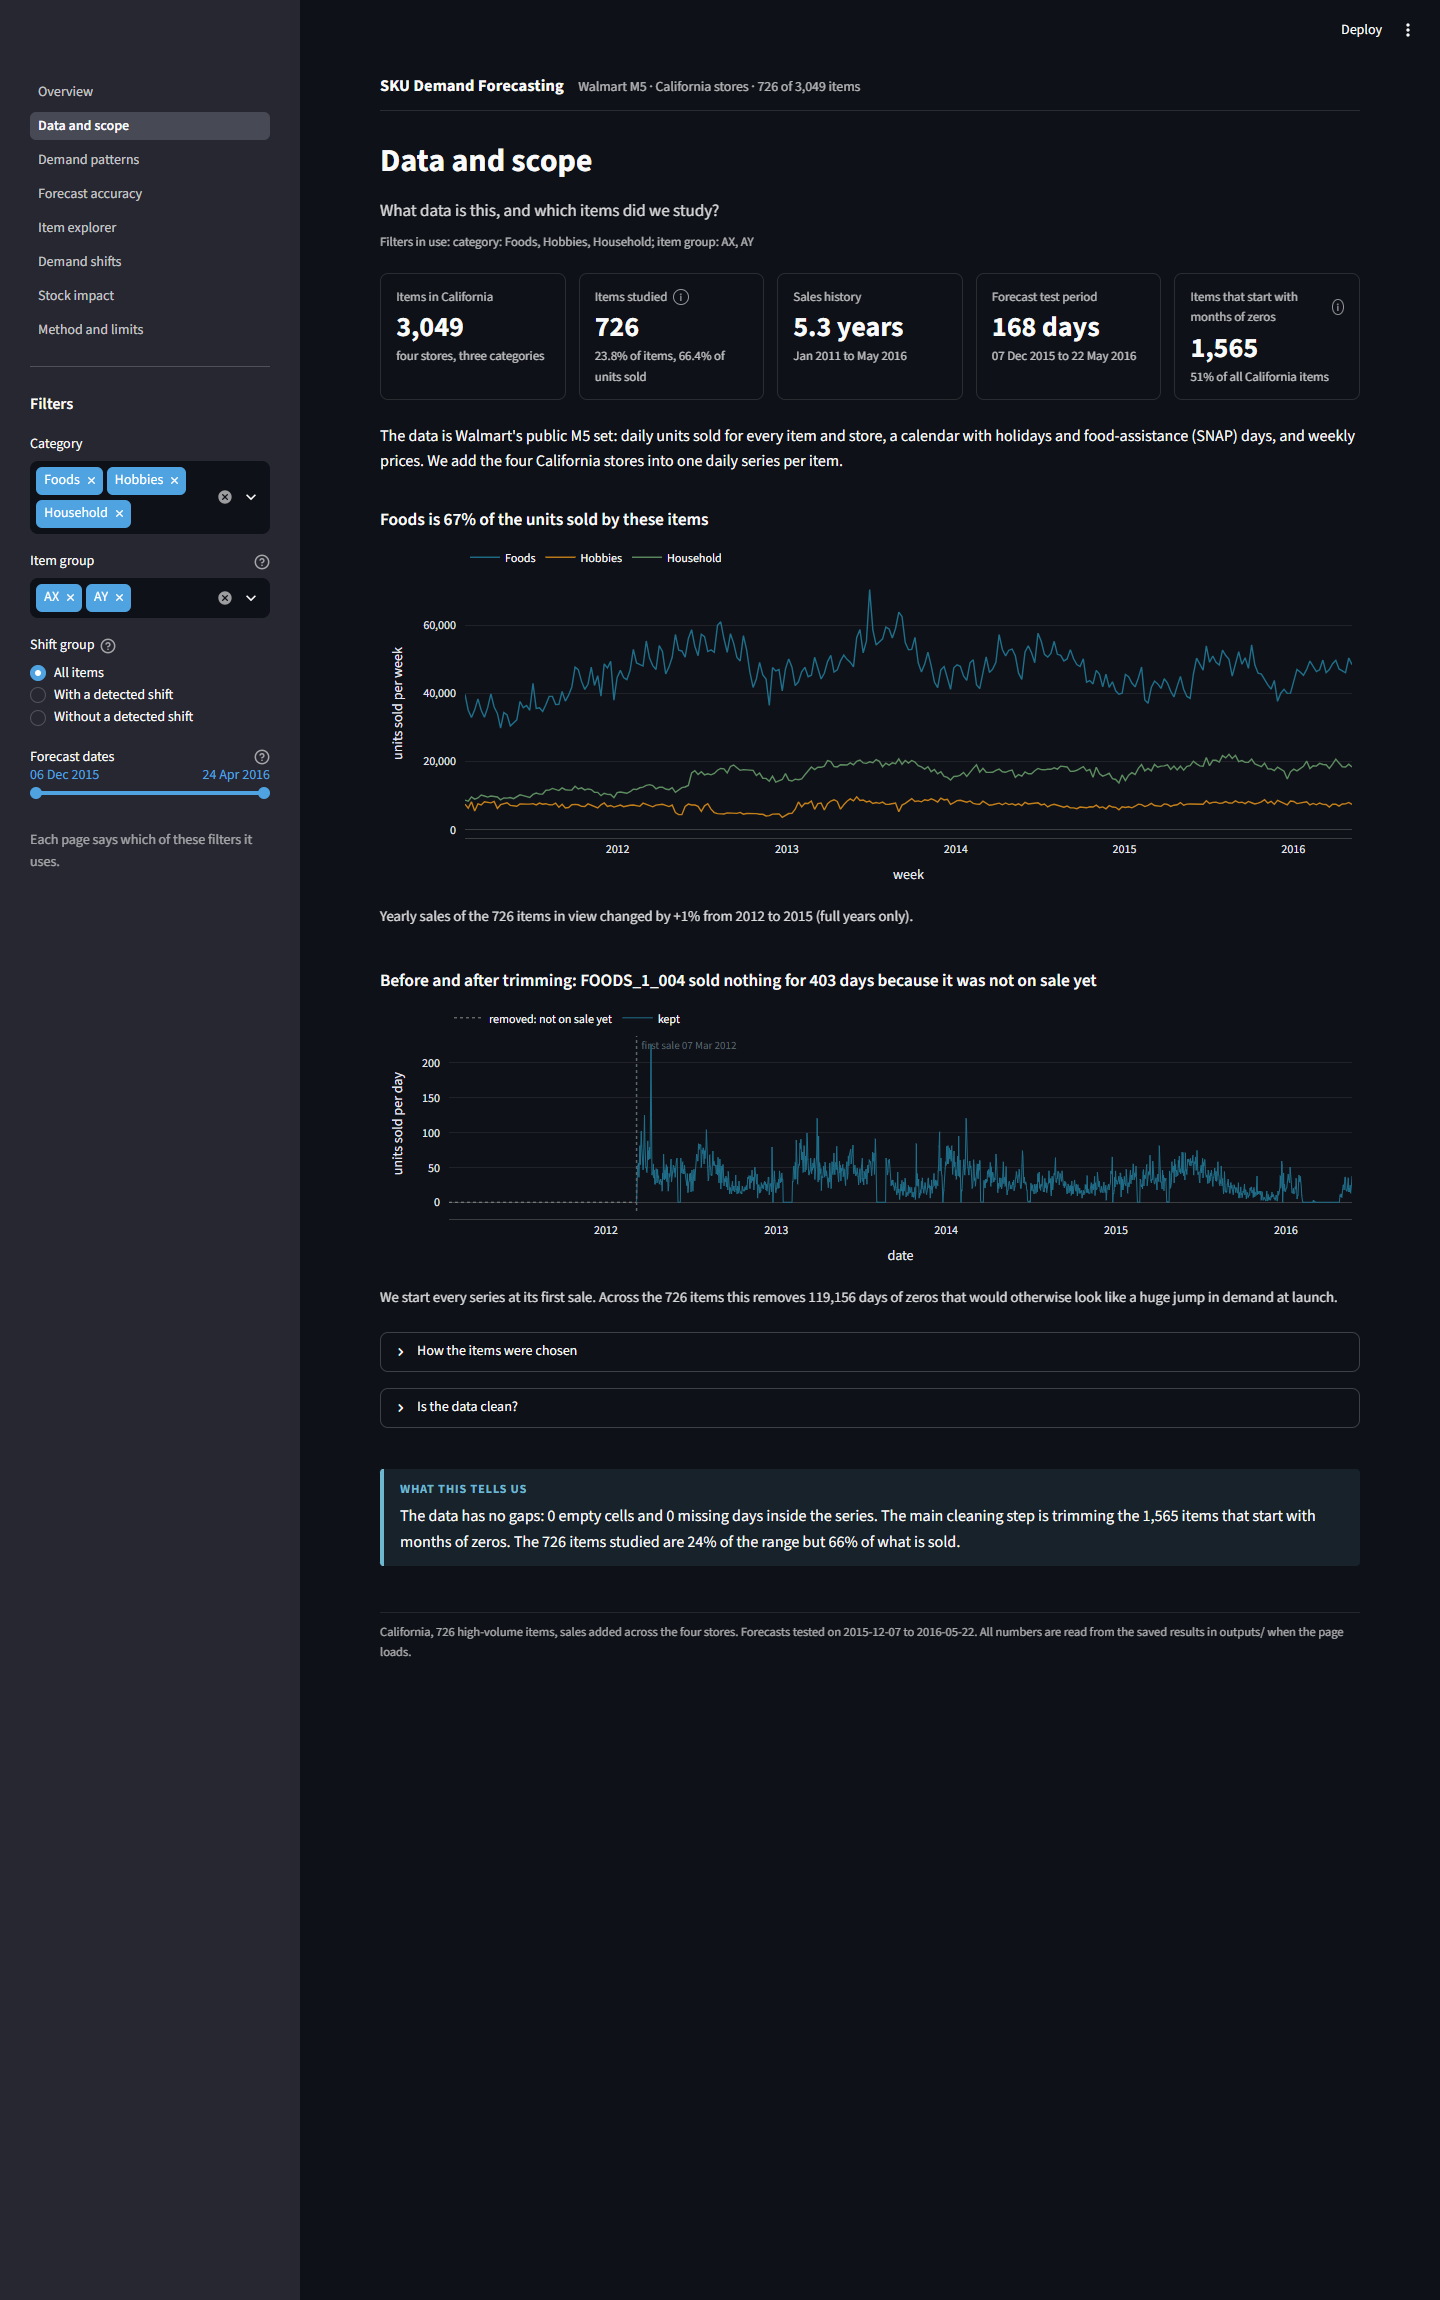 Deploy
Overview
Data and scope
Demand patterns
Forecast accuracy
Item explorer
Demand shifts
Stock impact
Method and limits
Filters
Category
Foods
Hobbies
Household
Item group
AX
AY
Shift group
All items
With a detected shift
Without a detected shift
Forecast dates
06 Dec 2015
24 Apr 2016
Each page says which of these filters it
uses.
SKU Demand Forecasting Walmart M5 · California stores · 726 of 3,049 items
Data and scope
What data is this, and which items did we study?
Filters in use: category: Foods, Hobbies, Household; item group: AX, AY
Items in California
3,049
four stores, three categories
Items studied
726
23.8% of items, 66.4% of
units sold
Sales history
5.3 years
Jan 2011 to May 2016
Forecast test period
168 days
07 Dec 2015 to 22 May 2016
Items that start with
months of zeros
1,565
51% of all California items
The data is Walmart's public M5 set: daily units sold for every item and store, a calendar with holidays and food-assistance (SNAP) days, and weekly
prices. We add the four California stores into one daily series per item.
Foods is 67% of the units sold by these items
Foods
Hobbies
Household
units sold per week
60,000
40,000
20,000
0
2012
2013
2014
2015
2016
week
Yearly sales of the 726 items in view changed by +1% from 2012 to 2015 (full years only).
Before and after trimming: FOODS_1_004 sold nothing for 403 days because it was not on sale yet
removed: not on sale yet
kept
first sale 07 Mar 2012
units sold per day
200
150
100
50
0
2012
2013
2014
2015
2016
date
We start every series at its first sale. Across the 726 items this removes 119,156 days of zeros that would otherwise look like a huge jump in demand at launch.
How the items were chosen
Is the data clean?
WHAT THIS TELLS US
The data has no gaps: 0 empty cells and 0 missing days inside the series. The main cleaning step is trimming the 1,565 items that start with
months of zeros. The 726 items studied are 24% of the range but 66% of what is sold.
California, 726 high-volume items, sales added across the four stores. Forecasts tested on 2015-12-07 to 2016-05-22. All numbers are read from the saved results in outputs/ when the page
loads.